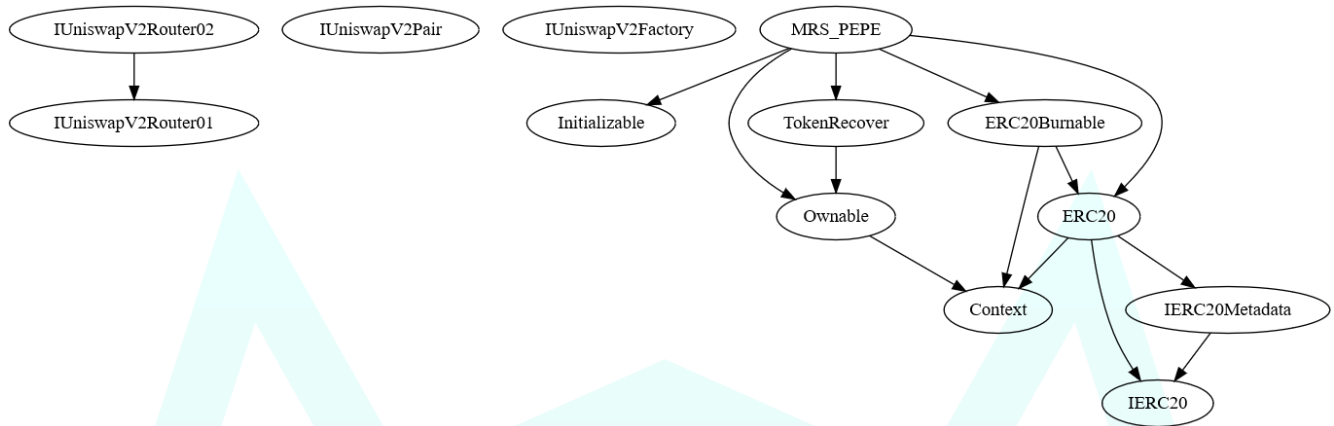 IUniswapV2Router02
IUniswapV2Pair
IUniswapV2Factory
MRS_PEPE
IUniswapV2Router01
Initializable
TokenRecover
ERC20Burnable
Ownable
ERC20
Context
IERC20Metadata
IERC20